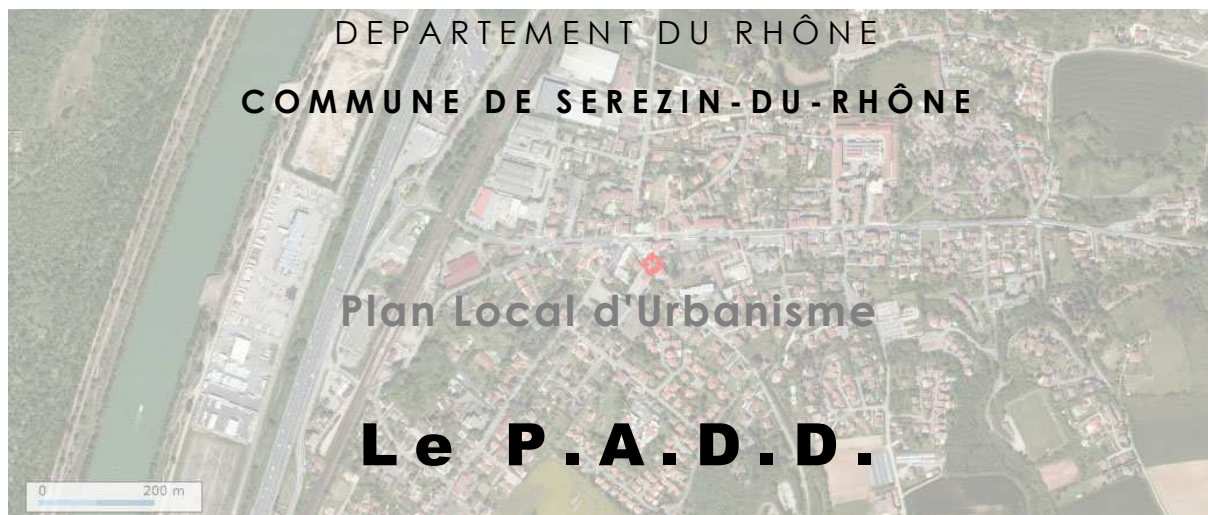 DEPARTEMENT DU RHÔNE
COMMUNE DE SEREZIN-DU-RHÔNE
Plan Local d'Urbanisme
Le P.A.D.D.
0 200 m